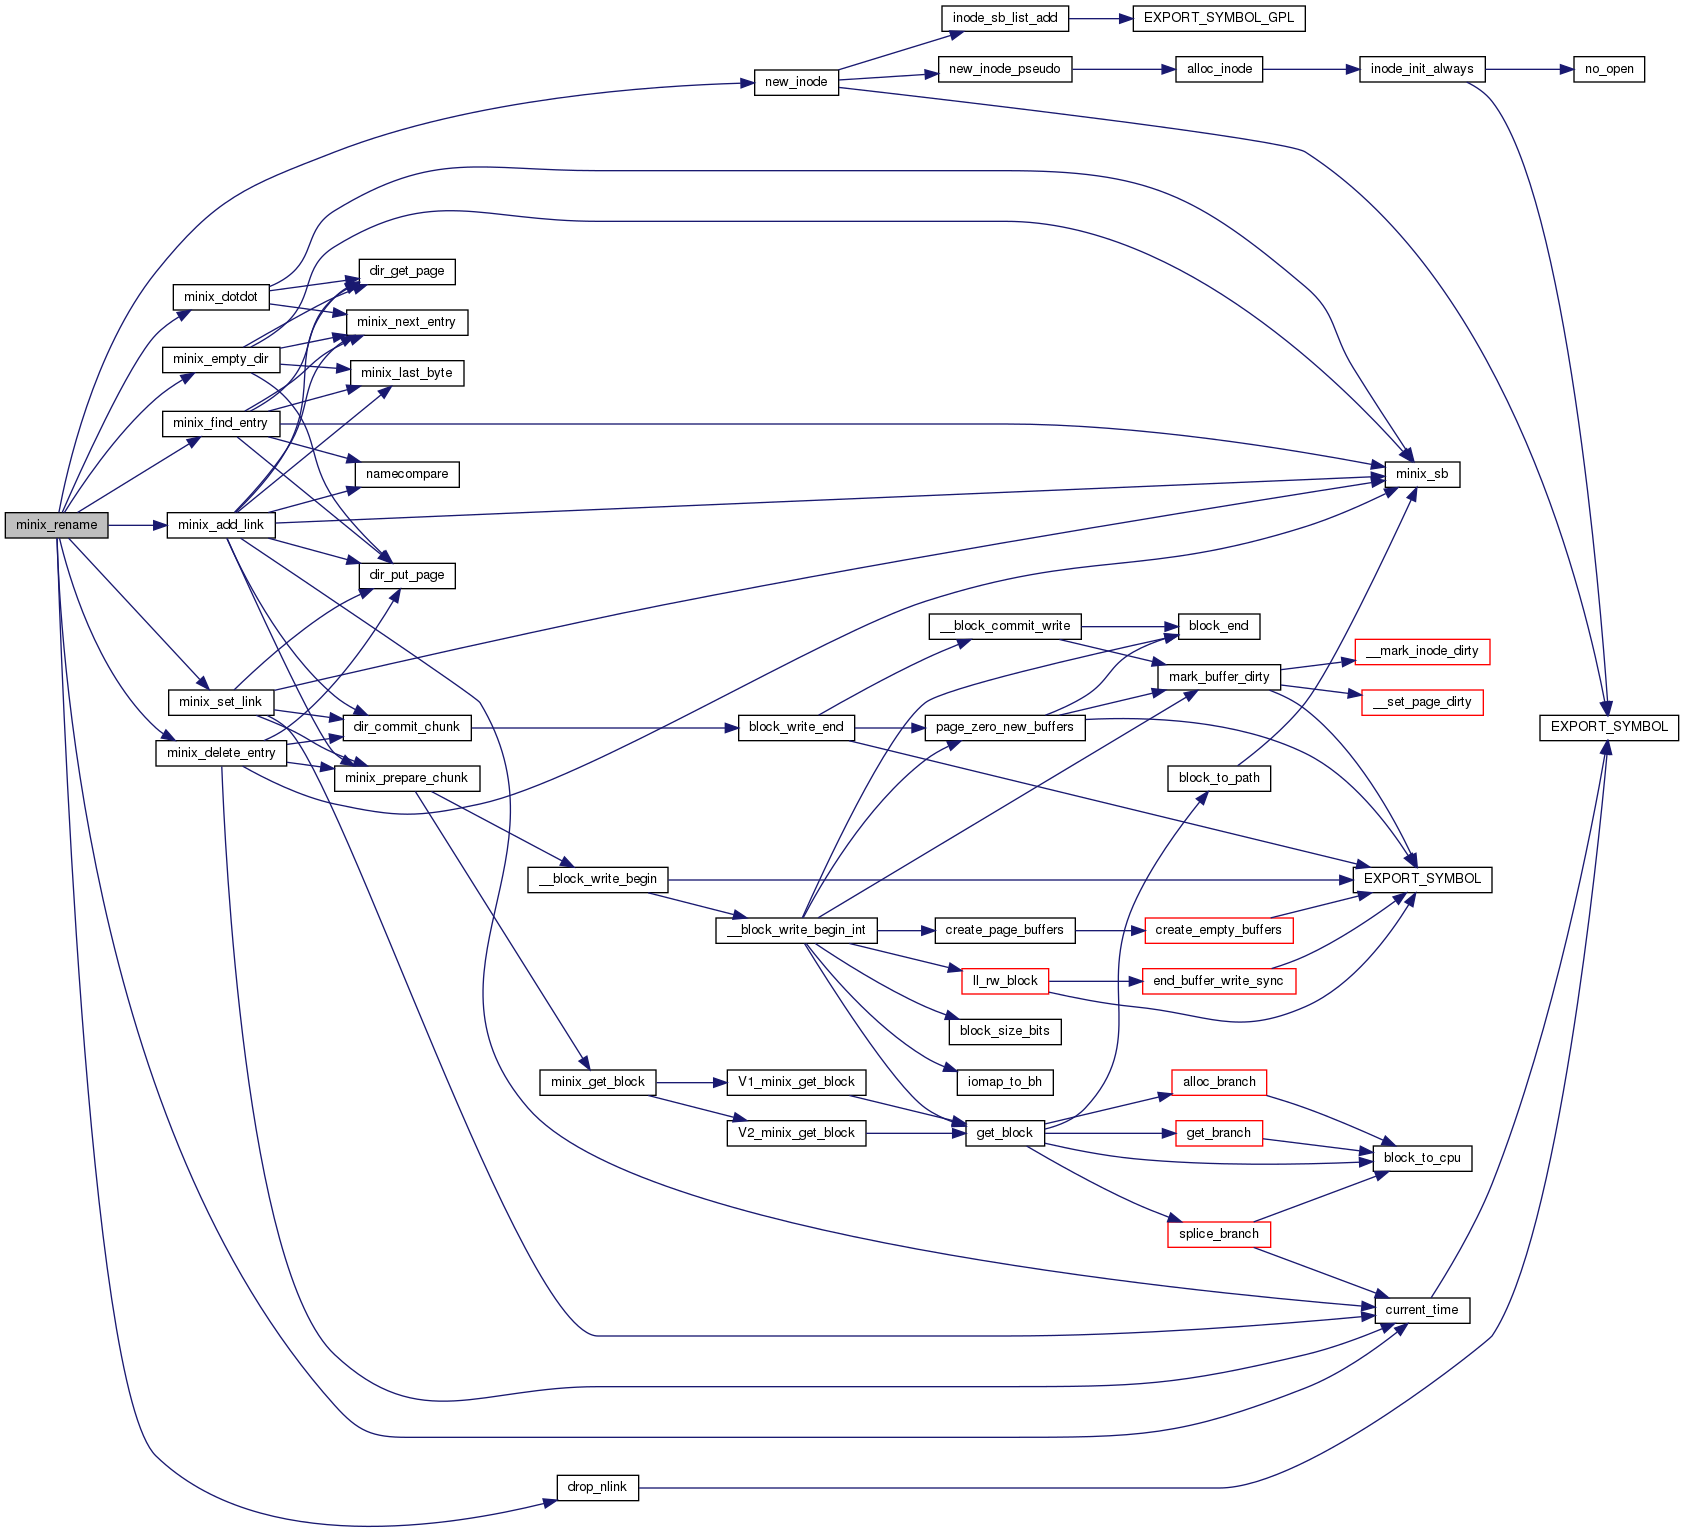 inode_sb_list_add
EXPORT_SYMBOL_GPL
new_inode
new_inode_pseudo
alloc_inode
inode_init_always
no_open
dir_get_page
minix_dotdot
minix_next_entry
minix_empty_dir
minix_last_byte
minix_find_entry
namecompare
minix_sb
minix_rename
minix_add_link
dir_put_page
__block_commit_write
block_end
__mark_inode_dirty
mark_buffer_dirty
__set_page_dirty
minix_set_link
dir_commit_chunk
block_write_end
page_zero_new_buffers
EXPORT_SYMBOL
minix_delete_entry
minix_prepare_chunk
block_to_path
__block_write_begin
EXPORT_SYMBOL
__block_write_begin_int
create_page_buffers
create_empty_buffers
ll_rw_block
end_buffer_write_sync
block_size_bits
minix_get_block
V1_minix_get_block
iomap_to_bh
alloc_branch
V2_minix_get_block
get_block
get_branch
block_to_cpu
splice_branch
current_time
drop_nlink